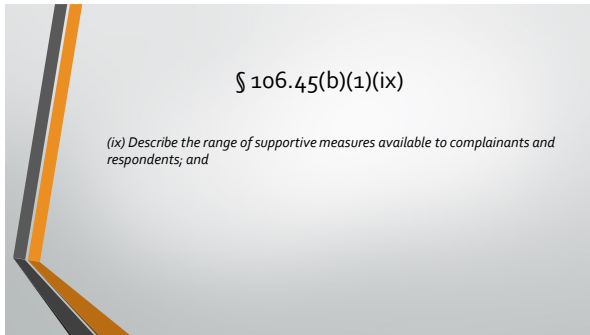 § 106.45(b)(1)(ix)
(ix) Describe the range of supportive measures available to complainants and
respondents; and